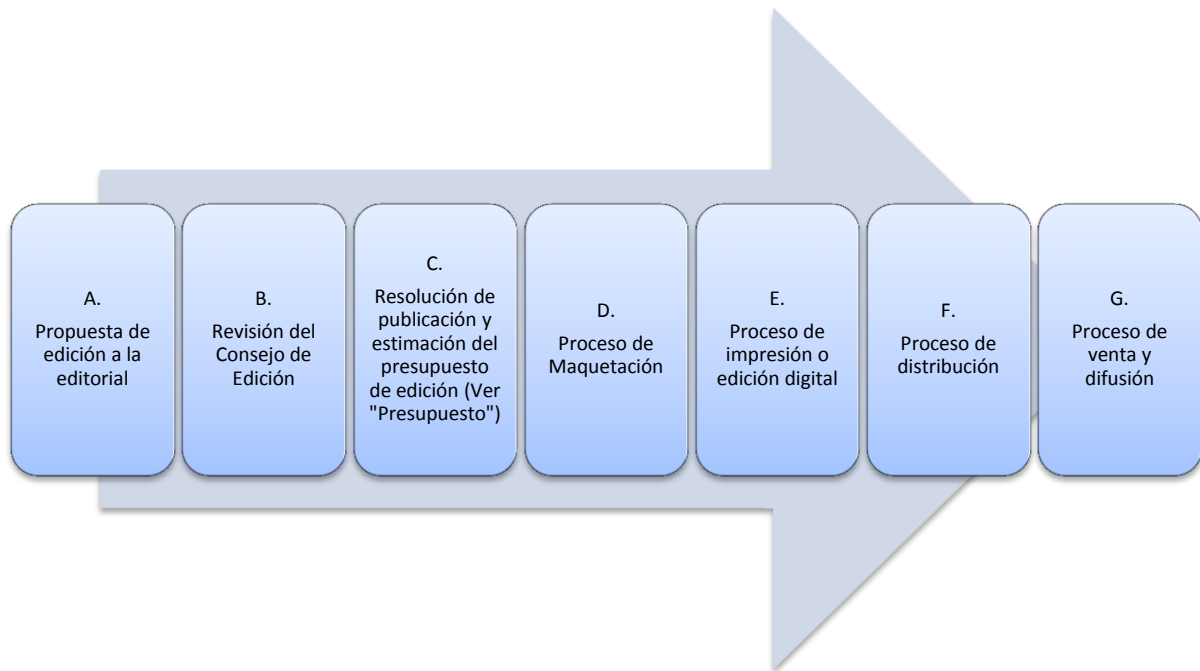 A.
Propuesta de
edición a la
editorial
B.
Revisión del
Consejo de
Edición
C.
Resolución de
publicación y
estimación del
presupuesto
de edición (Ver
"Presupuesto")
D.
Proceso de
Maquetación
E.
Proceso de
impresión o
edición digital
F.
Proceso de
distribución
G.
Proceso de
venta y
difusión